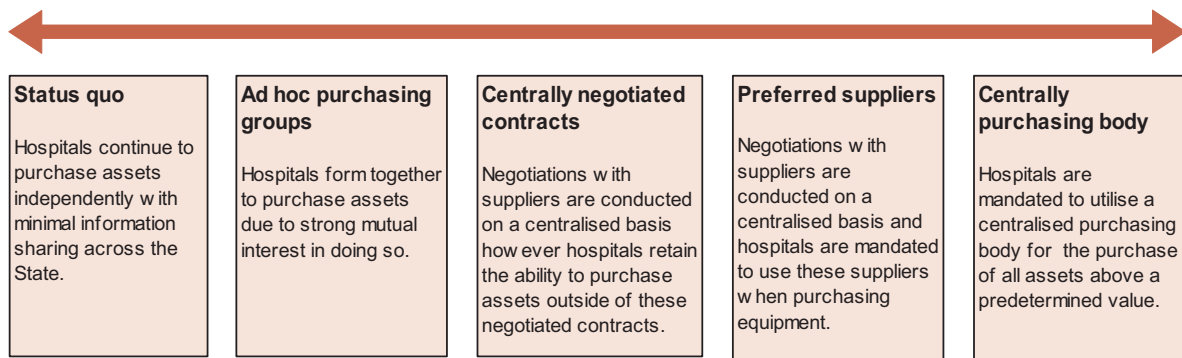 Status quo
Hospitals continue to
purchase assets
independently with
minimal information
sharing across the
State.
Ad hoc purchasing
groups
Hospitals form together
to purchase assets
due to strong mutual
interest in doing so.
Centrally negotiated
contracts
Negotiations with
suppliers are conducted
on a centralised basis
how ever hospitals retain
the ability to purchase
assets outside of these
negotiated contracts.
Preferred suppliers
Negotiations with
suppliers are
conducted on a
centralised basis and
hospitals are mandated
to use these suppliers
when purchasing
equipment.
Centrally
purchasing body
Hospitals are
mandated to utilise a
centralised purchasing
body for the purchase
of all assets above a
predetermined value.